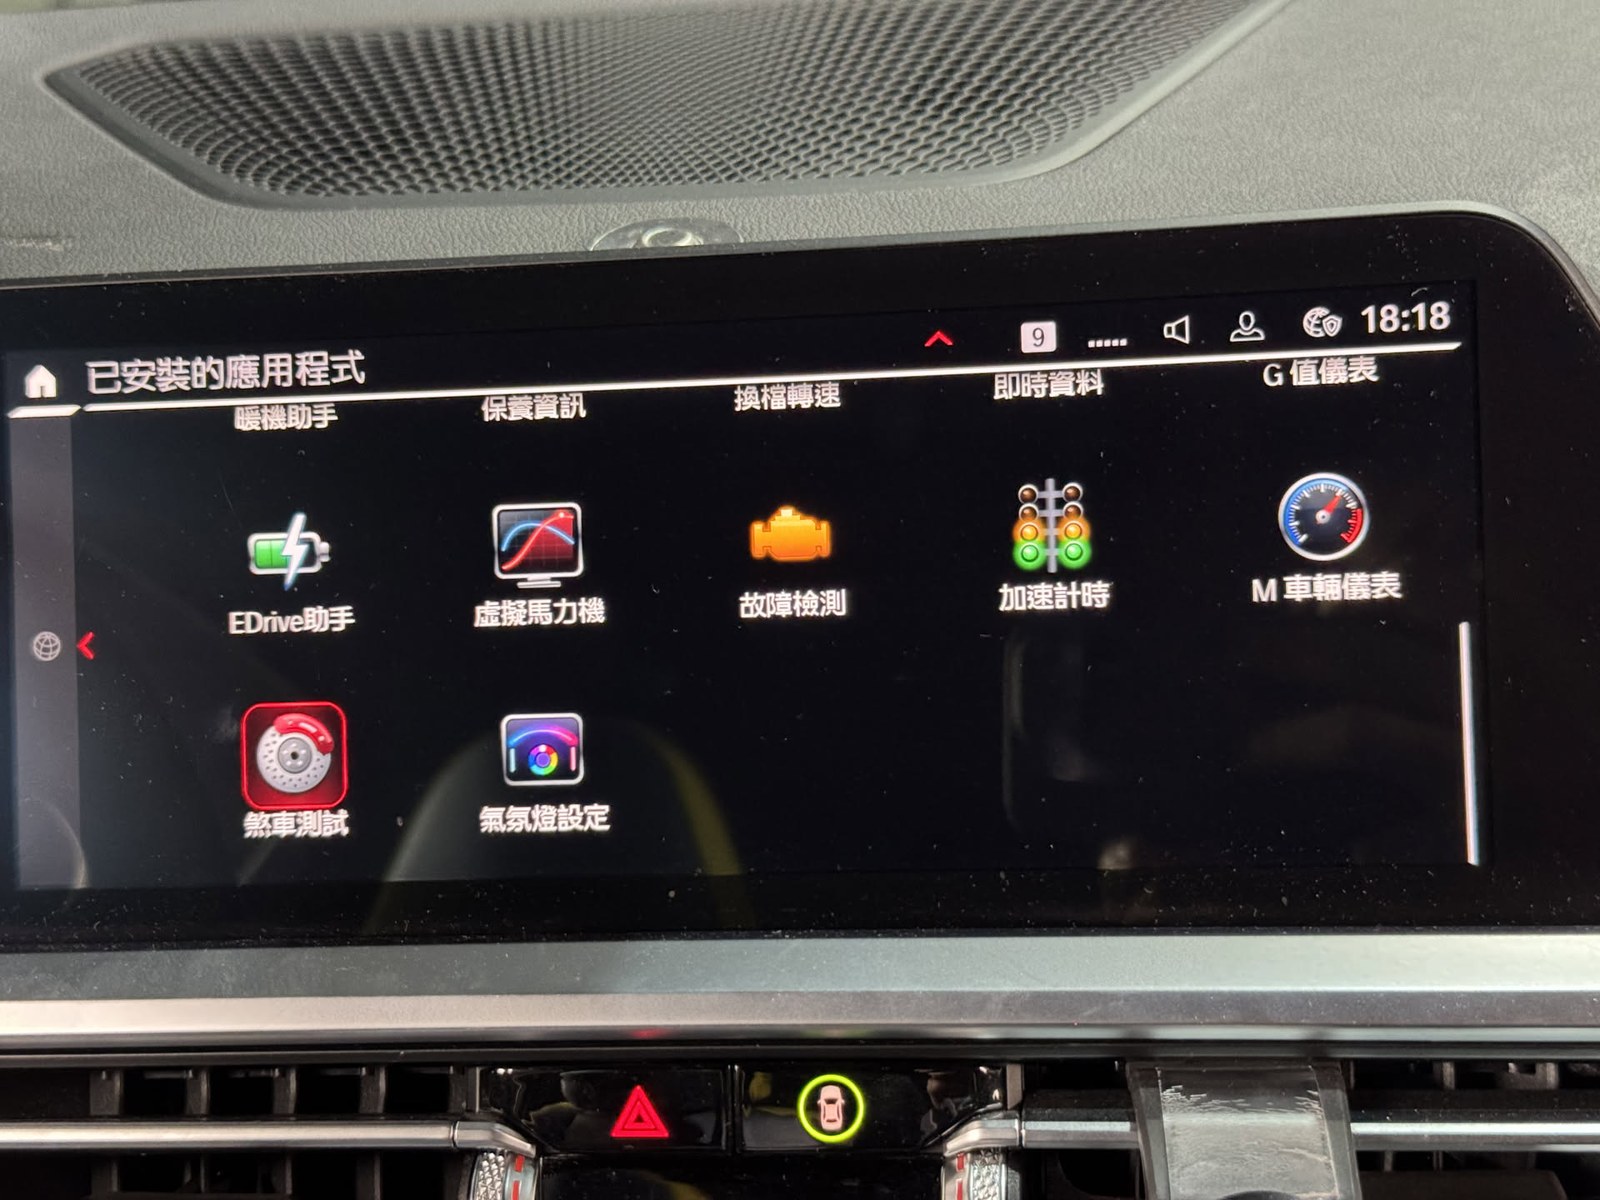 9
18:18
已安裝的應用程式
暖機助手
保養資訊
換檔轉速
即時資料
G 值儀表
EDrive助手
虛擬馬力機
故障檢測
加速計時
M 車輛儀表
煞車測試
氣氛燈設定